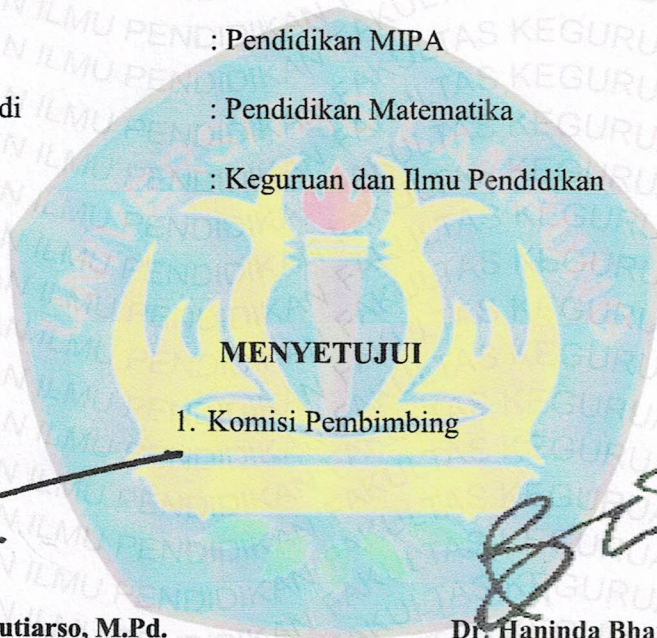 : Pendidikan MIPA
di : Pendidikan Matematika
: Keguruan dan Ilmu Pendidikan
MENYETUJUI
1. Komisi Pembimbing
utiarso, M.Pd. Dr. Haninda Bha